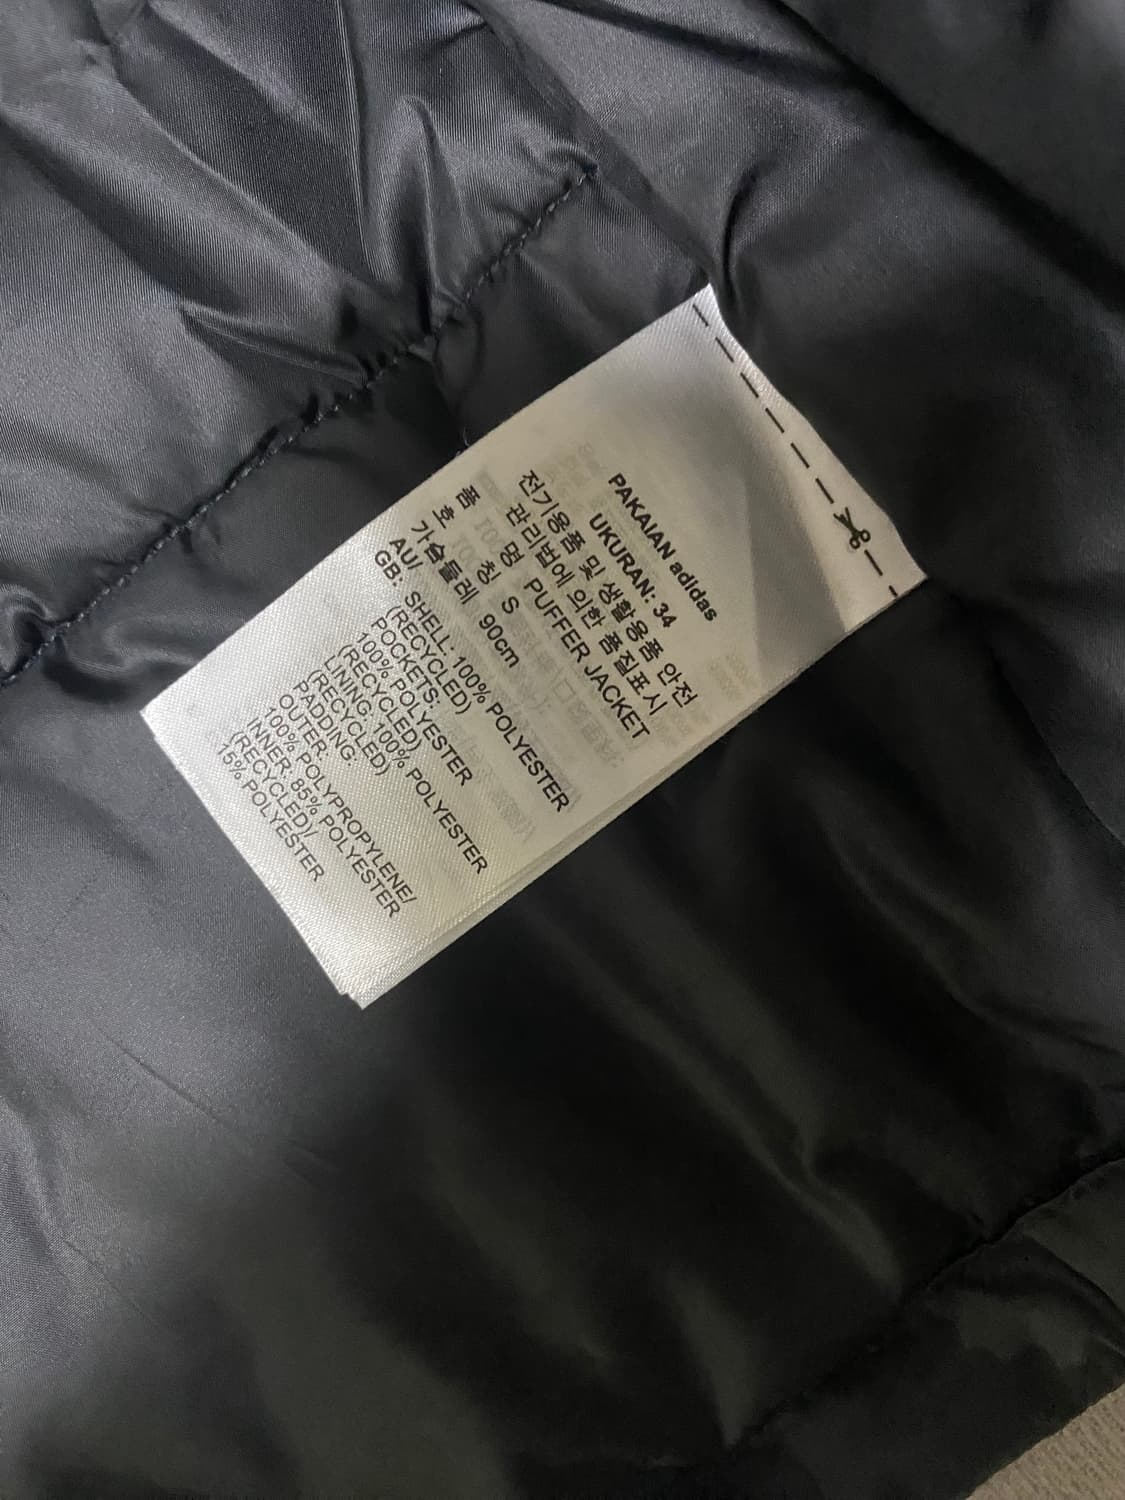 PAKAIAN adidas
UKURAN: 34
전기용품 및 생활용품 안전
관리법에 의한 품질표시
품 명 PUFFER JACKET
호 칭 S
가슴둘레 90cm
AU/
GB: SHELL: 100% POLYESTER
(RECYCLED)
POCKETS:
100% POLYESTER
(RECYCLED)
LINING: 100% POLYESTER
(RECYCLED)
PADDING:
OUTER:
100% POLYPROPYLENE/
INNER: 85% POLYESTER
(RECYCLED)/
15% POLYESTER